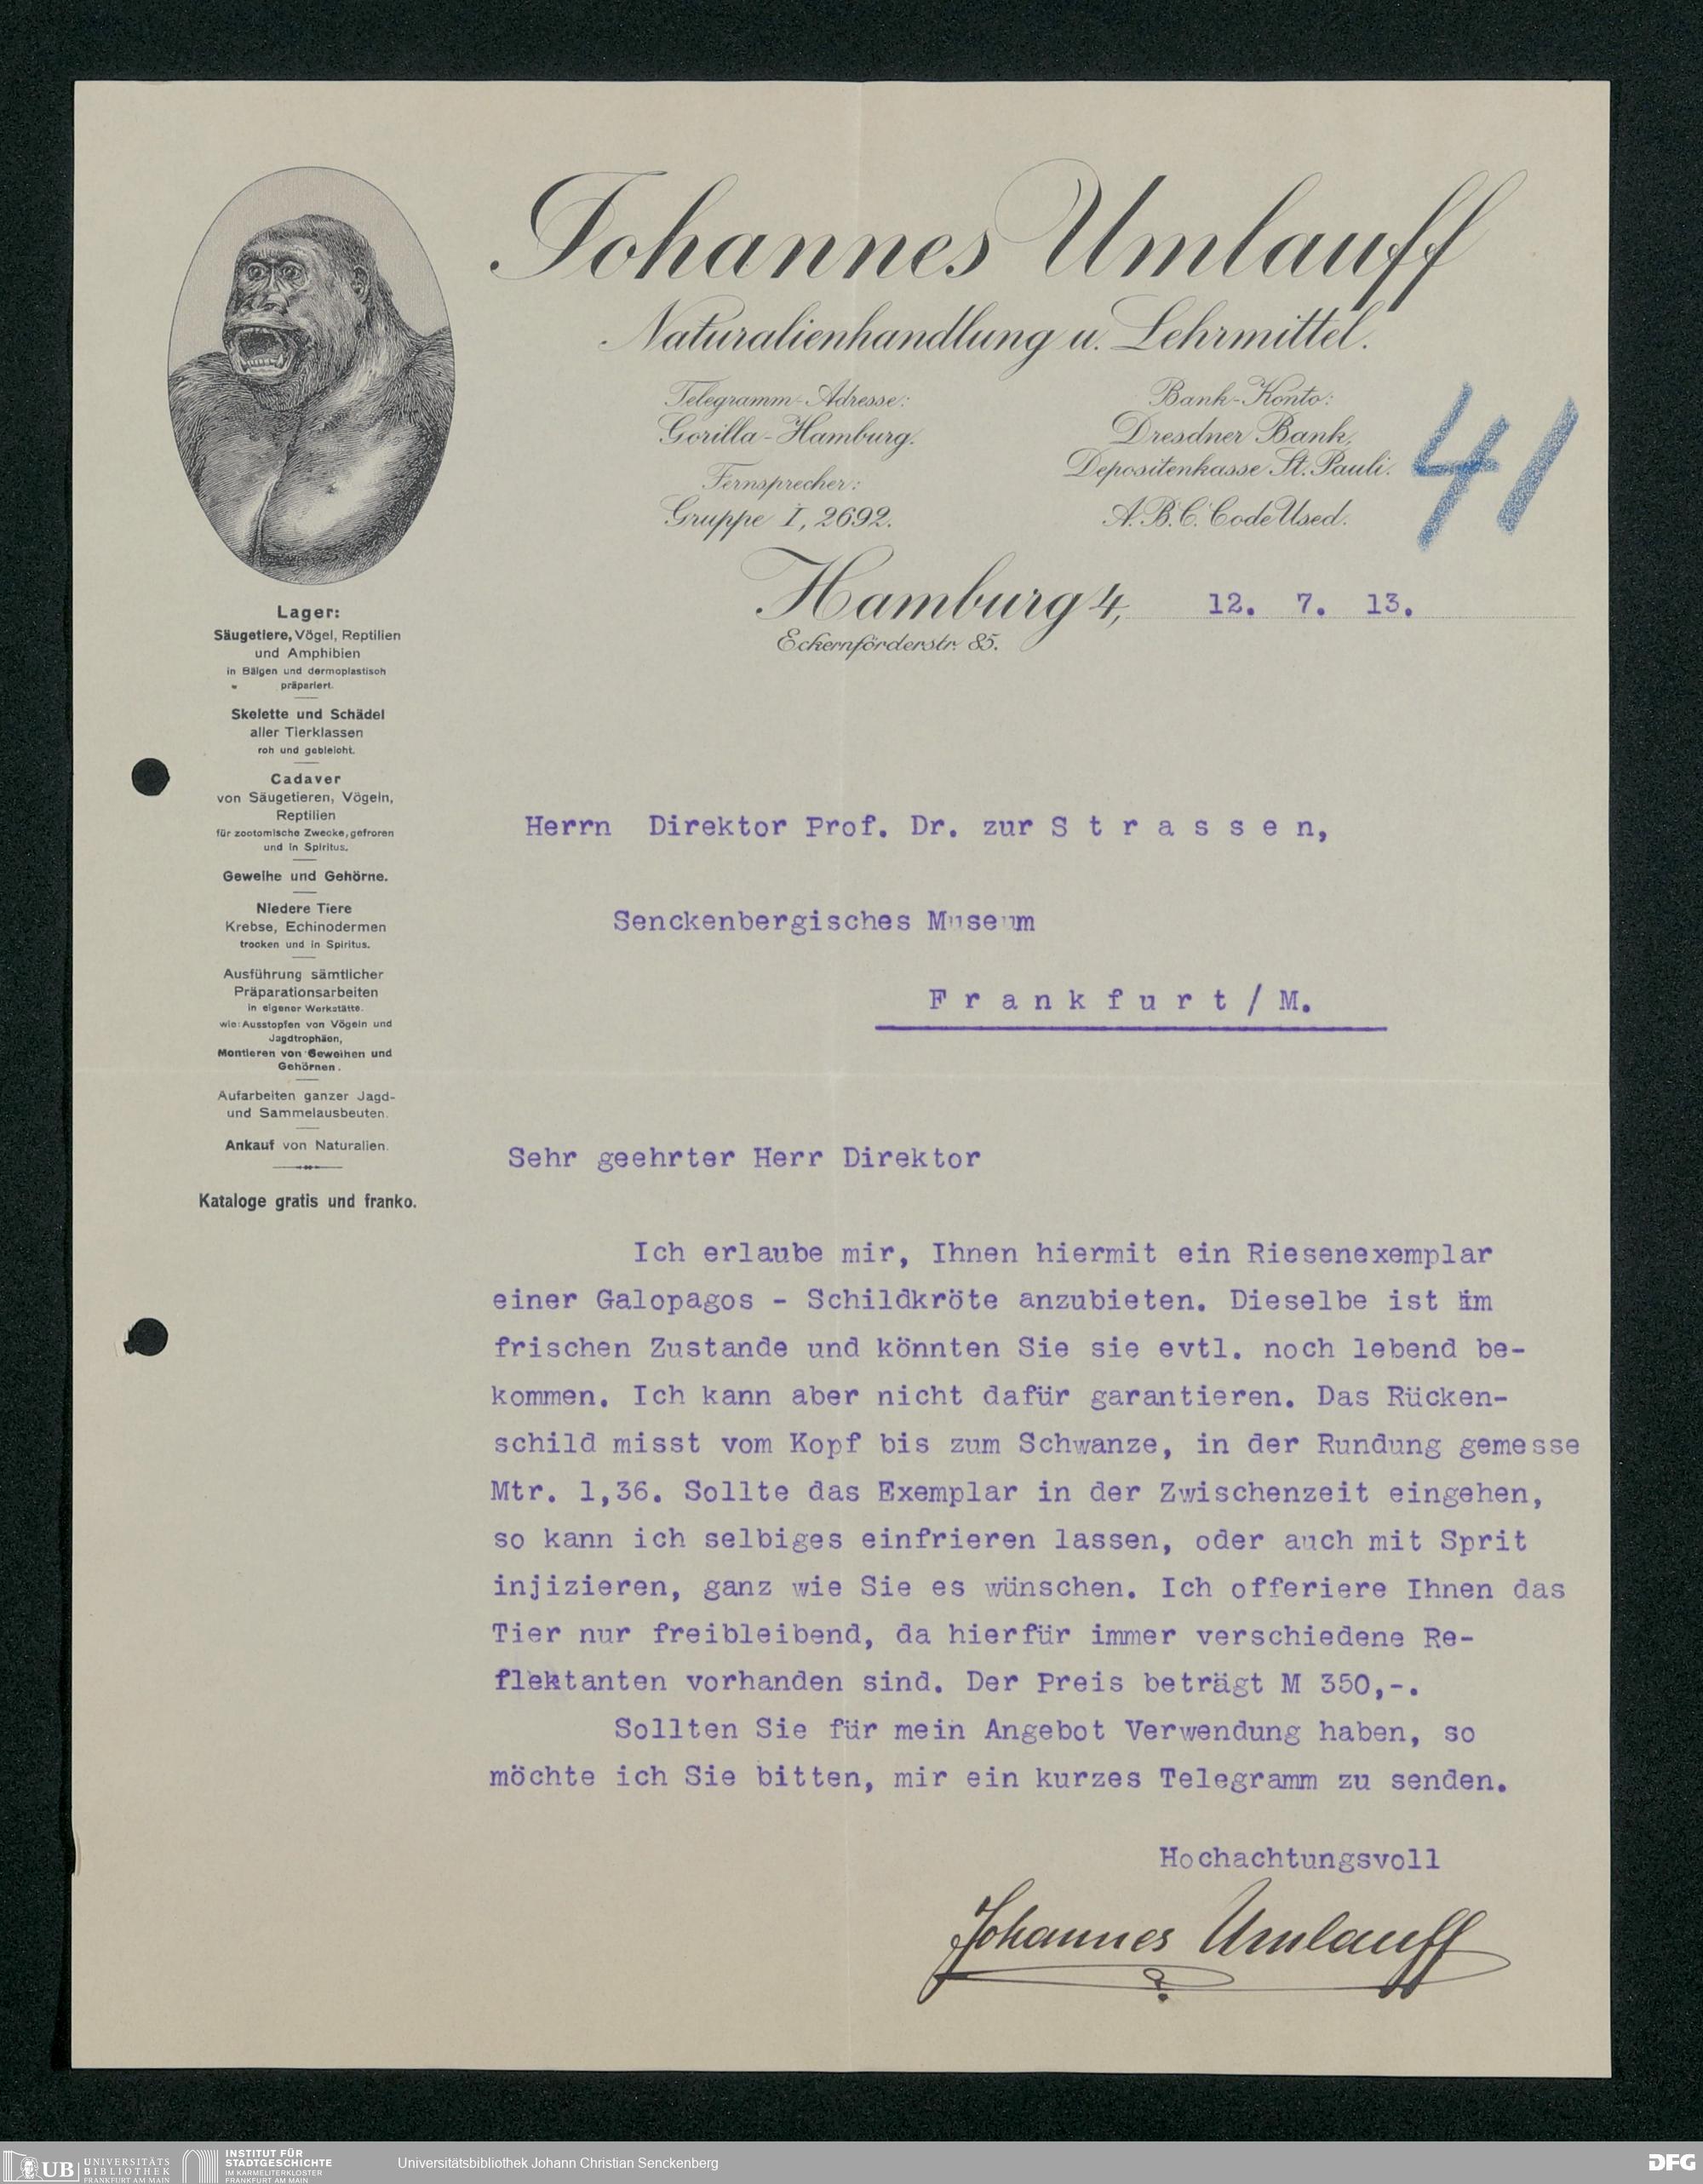 Johannes Umlauff
Naturalienhandlung u. Lehrmittel.
Telegramm-Adresse:
Gorilla-Hamburg.
Fernsprecher:
Gruppe I, 2692.
Bank-Konto:
Dresdner Bank,
Depositenkasse St. Pauli.
A.B.C. Code Used.
41
Hamburg 4, 12. 7. 13.
Eckernförderstr. 85.
Lager:
Säugetiere, Vögel, Reptilien
und Amphibien
in Bälgen und dermoplastisch
präpariert.
Skelette und Schädel
aller Tierklassen
roh und gebleicht.
Cadaver
von Säugetieren, Vögeln,
Reptilien
für zootomische Zwecke, gefroren
und in Spiritus.
Geweihe und Gehörne.
Niedere Tiere
Krebse, Echinodermen
trocken und in Spiritus.
Ausführung sämtlicher
Präparationsarbeiten
in eigener Werkstätte.
wie: Ausstopfen von Vögeln und
Jagdtrophäen,
Montieren von Geweihen und
Gehörnen.
Aufarbeiten ganzer Jagd-
und Sammelausbeuten.
Ankauf von Naturalien.
Kataloge gratis und franko.
Herrn Direktor Prof. Dr. zur S t r a s s e n,
Senckenbergisches Museum
F r a n k f u r t / M.
Sehr geehrter Herr Direktor
Ich erlaube mir, Ihnen hiermit ein Riesenexemplar
einer Galopagos - Schildkröte anzubieten. Dieselbe ist im
frischen Zustande und könnten Sie sie evtl. noch lebend be-
kommen. Ich kann aber nicht dafür garantieren. Das Rücken-
schild misst vom Kopf bis zum Schwanze, in der Rundung gemesse
Mtr. 1,36. Sollte das Exemplar in der Zwischenzeit eingehen,
so kann ich selbiges einfrieren lassen, oder auch mit Sprit
injizieren, ganz wie Sie es wünschen. Ich offeriere Ihnen das
Tier nur freibleibend, da hierfür immer verschiedene Re-
flektanten vorhanden sind. Der Preis beträgt M 350,-.
Sollten Sie für mein Angebot Verwendung haben, so
möchte ich Sie bitten, mir ein kurzes Telegramm zu senden.
Hochachtungsvoll
Johannes Umlauff
UB UNIVERSITÄTS
BIBLIOTHEK
FRANKFURT AM MAIN
INSTITUT FÜR
STADTGESCHICHTE
IM KARMELITERKLOSTER
FRANKFURT AM MAIN
Universitätsbibliothek Johann Christian Senckenberg
DFG